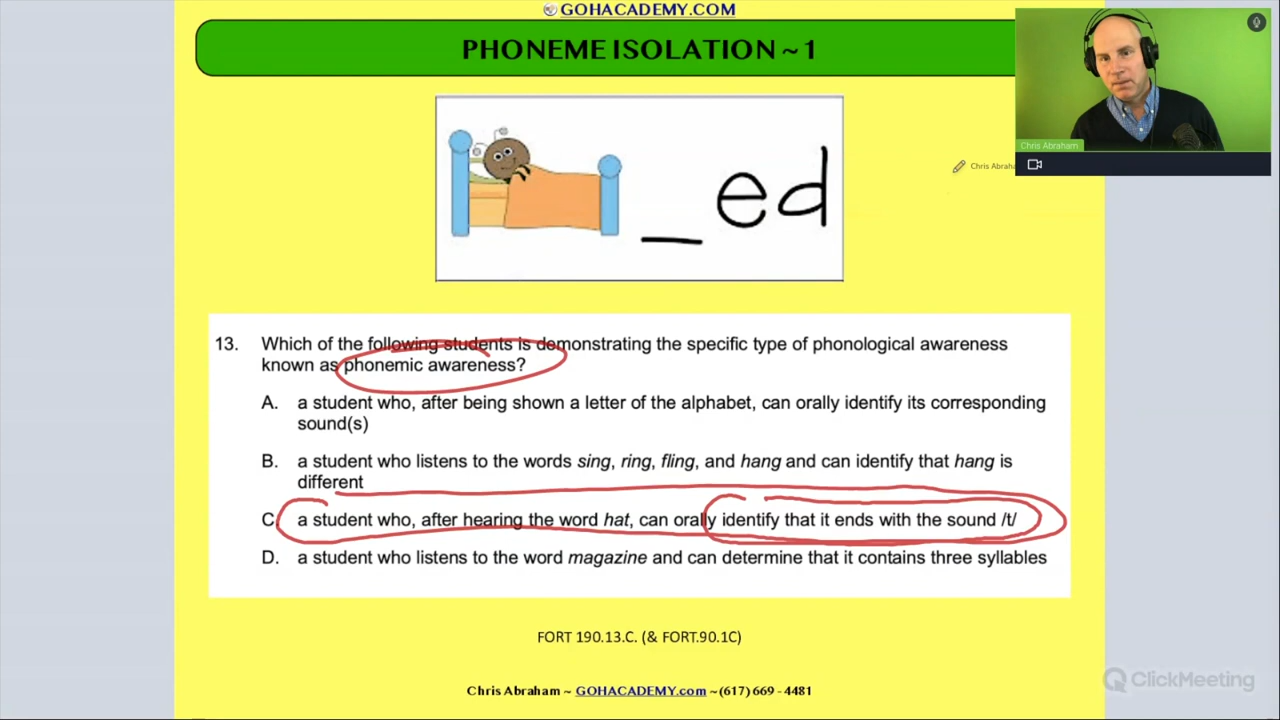 GOHACADEMY.COM
PHONEME ISOLATION ~ 1
Chris Abraham
Chris Abraha
_ ed
13. Which of the following students is demonstrating the specific type of phonological awareness
known as phonemic awareness?
A. a student who, after being shown a letter of the alphabet, can orally identify its corresponding
sound(s)
B. a student who listens to the words sing, ring, fling, and hang and can identify that hang is
different
C. a student who, after hearing the word hat, can orally identify that it ends with the sound /t/
D. a student who listens to the word magazine and can determine that it contains three syllables
FORT 190.13.C. (& FORT.90.1C)
Chris Abraham ~ GOHACADEMY.com ~(617) 669 - 4481
ClickMeeting